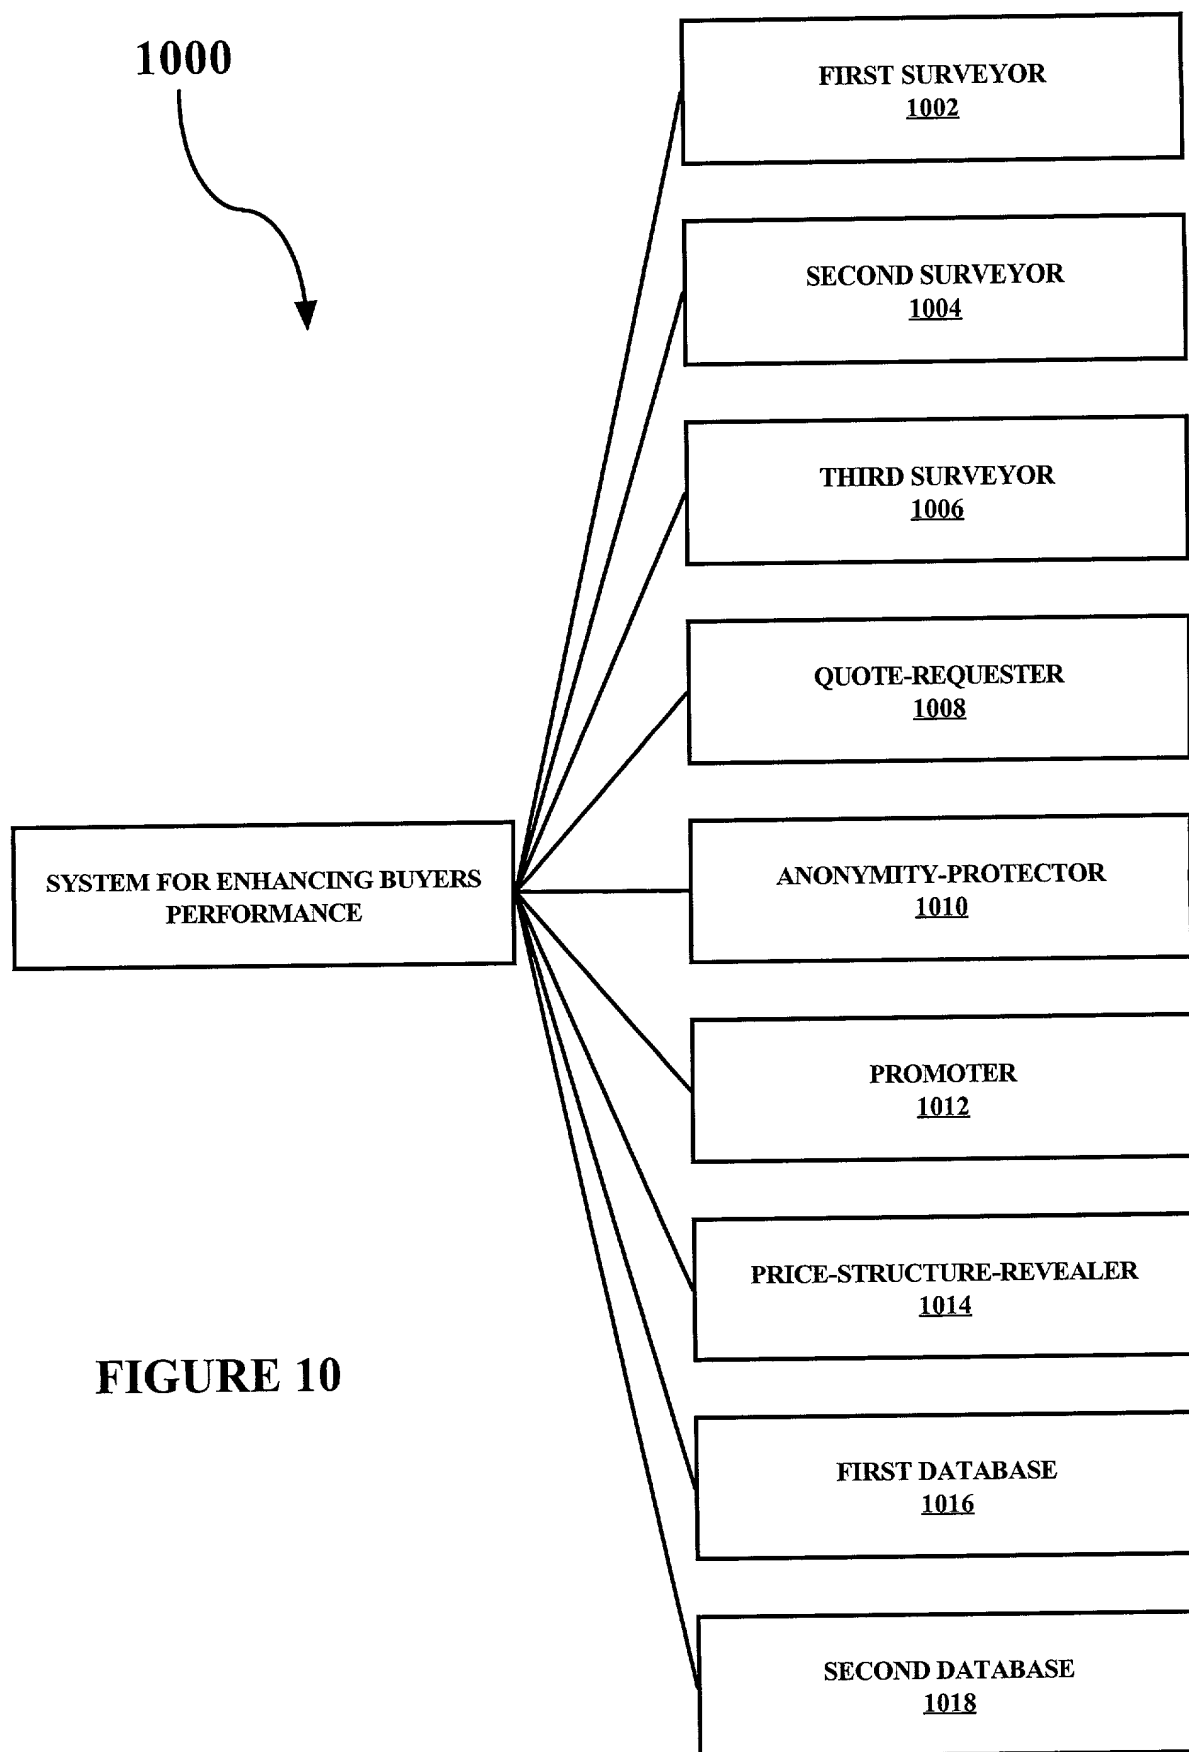 1000
FIRST SURVEYOR
1002
SECOND SURVEYOR
1004
THIRD SURVEYOR
1006
QUOTE-REQUESTER
1008
SYSTEM FOR ENHANCING BUYERS
PERFORMANCE
ANONYMITY-PROTECTOR
1010
PROMOTER
1012
PRICE-STRUCTURE-REVEALER
1014
FIGURE 10
FIRST DATABASE
1016
SECOND DATABASE
1018